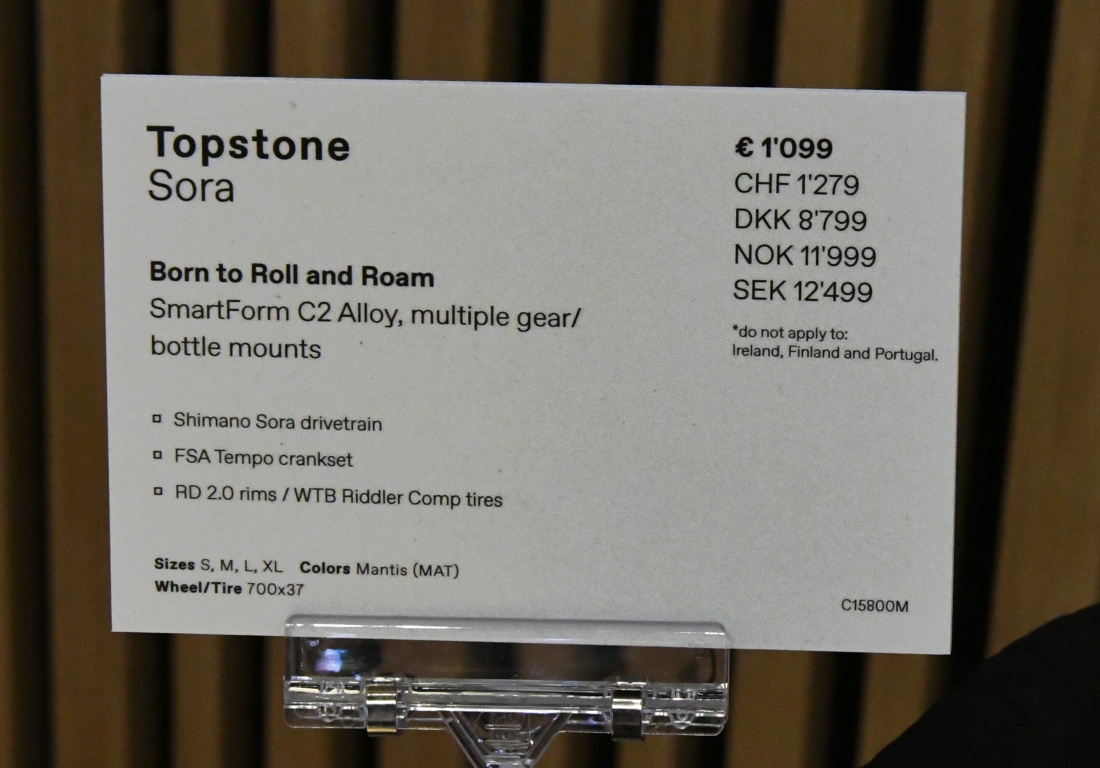 Topstone
Sora
Born to Roll and Roam
SmartForm C2 Alloy, multiple gear/
bottle mounts
Shimano Sora drivetrain
FSA Tempo crankset
RD 2.0 rims / WTB Riddler Comp tires
Sizes S, M, L, XL Colors Mantis (MAT)
Wheel/Tire 700x37
€ 1'099
CHF 1'279
DKK 8'799
NOK 11'999
SEK 12'499
*do not apply to:
Ireland, Finland and Portugal.
C15800M